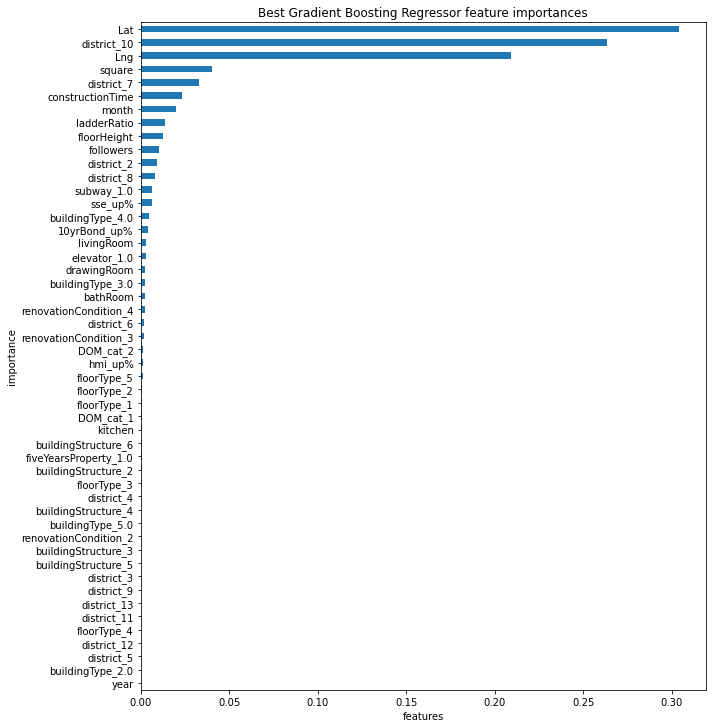 Best Gradient Boosting Regressor feature importances
Lat
district_10
Lng
square
district_7
constructionTime
month
ladderRatio
floorHeight
followers
district_2
district_8
subway_1.0
sse_up%
buildingType_4.0
10yrBond_up%
livingRoom
elevator_1.0
drawingRoom
buildingType_3.0
bathRoom
renovationCondition_4
district_6
renovationCondition_3
DOM_cat_2
hmi_up%
floorType_5
floorType_2
floorType_1
DOM_cat_1
kitchen
buildingStructure_6
fiveYearsProperty_1.0
buildingStructure_2
floorType_3
district_4
buildingStructure_4
buildingType_5.0
renovationCondition_2
buildingStructure_3
buildingStructure_5
district_3
district_9
district_13
district_11
floorType_4
district_12
district_5
buildingType_2.0
year
importance
0.00 0.05 0.10 0.15 0.20 0.25 0.30
features